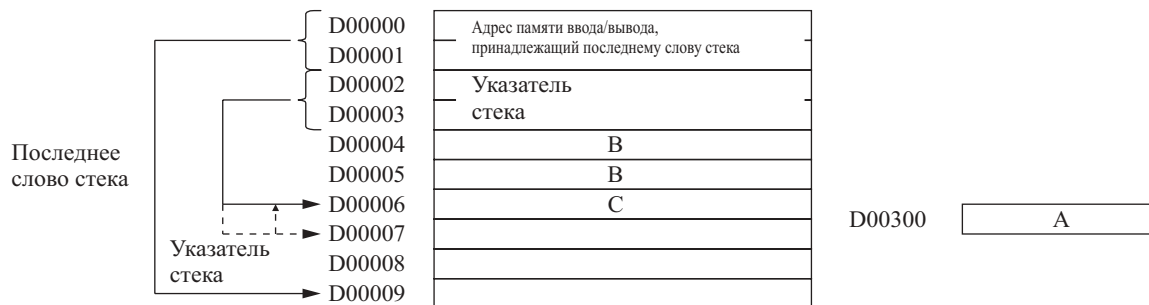 D00000
Адрес памяти ввода/вывода,
принадлежащий последнему слову стека
D00001
D00002
Указатель
стека
D00003
D00004
B
Последнее
слово стека
D00005
B
D00006
C
D00300
A
D00007
Указатель
стека
D00008
D00009